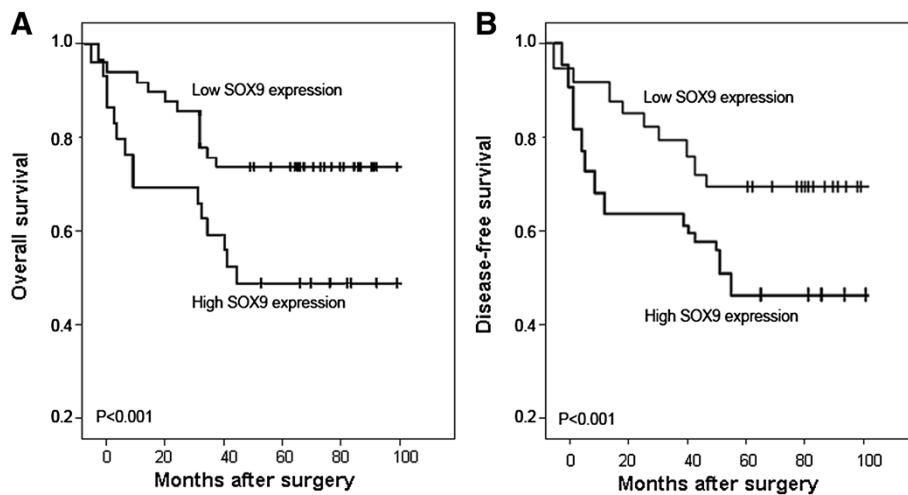 A
1.0
0.8
0.6
0.4
0.2
Overall survival
Low SOX9 expression
High SOX9 expression
P<0.001
0 20 40 60 80 100
Months after surgery
B
1.0
0.8
0.6
0.4
0.2
Disease-free survival
Low SOX9 expression
High SOX9 expression
P<0.001
0 20 40 60 80 100
Months after surgery